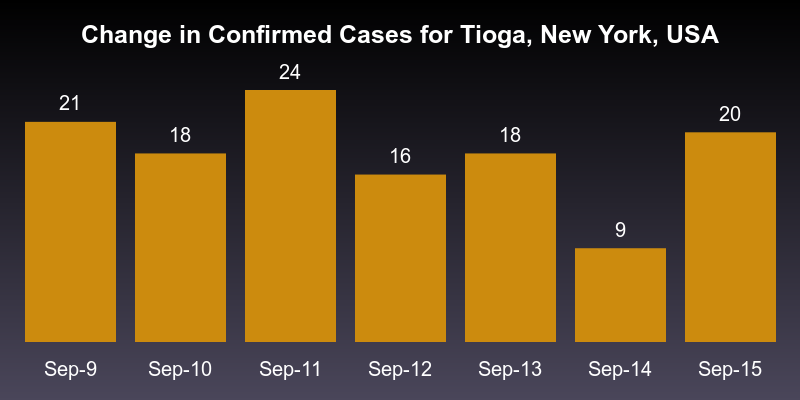 Change in Confirmed Cases for Tioga, New York, USA
21
18
24
16
18
9
20
Sep-9
Sep-10
Sep-11
Sep-12
Sep-13
Sep-14
Sep-15